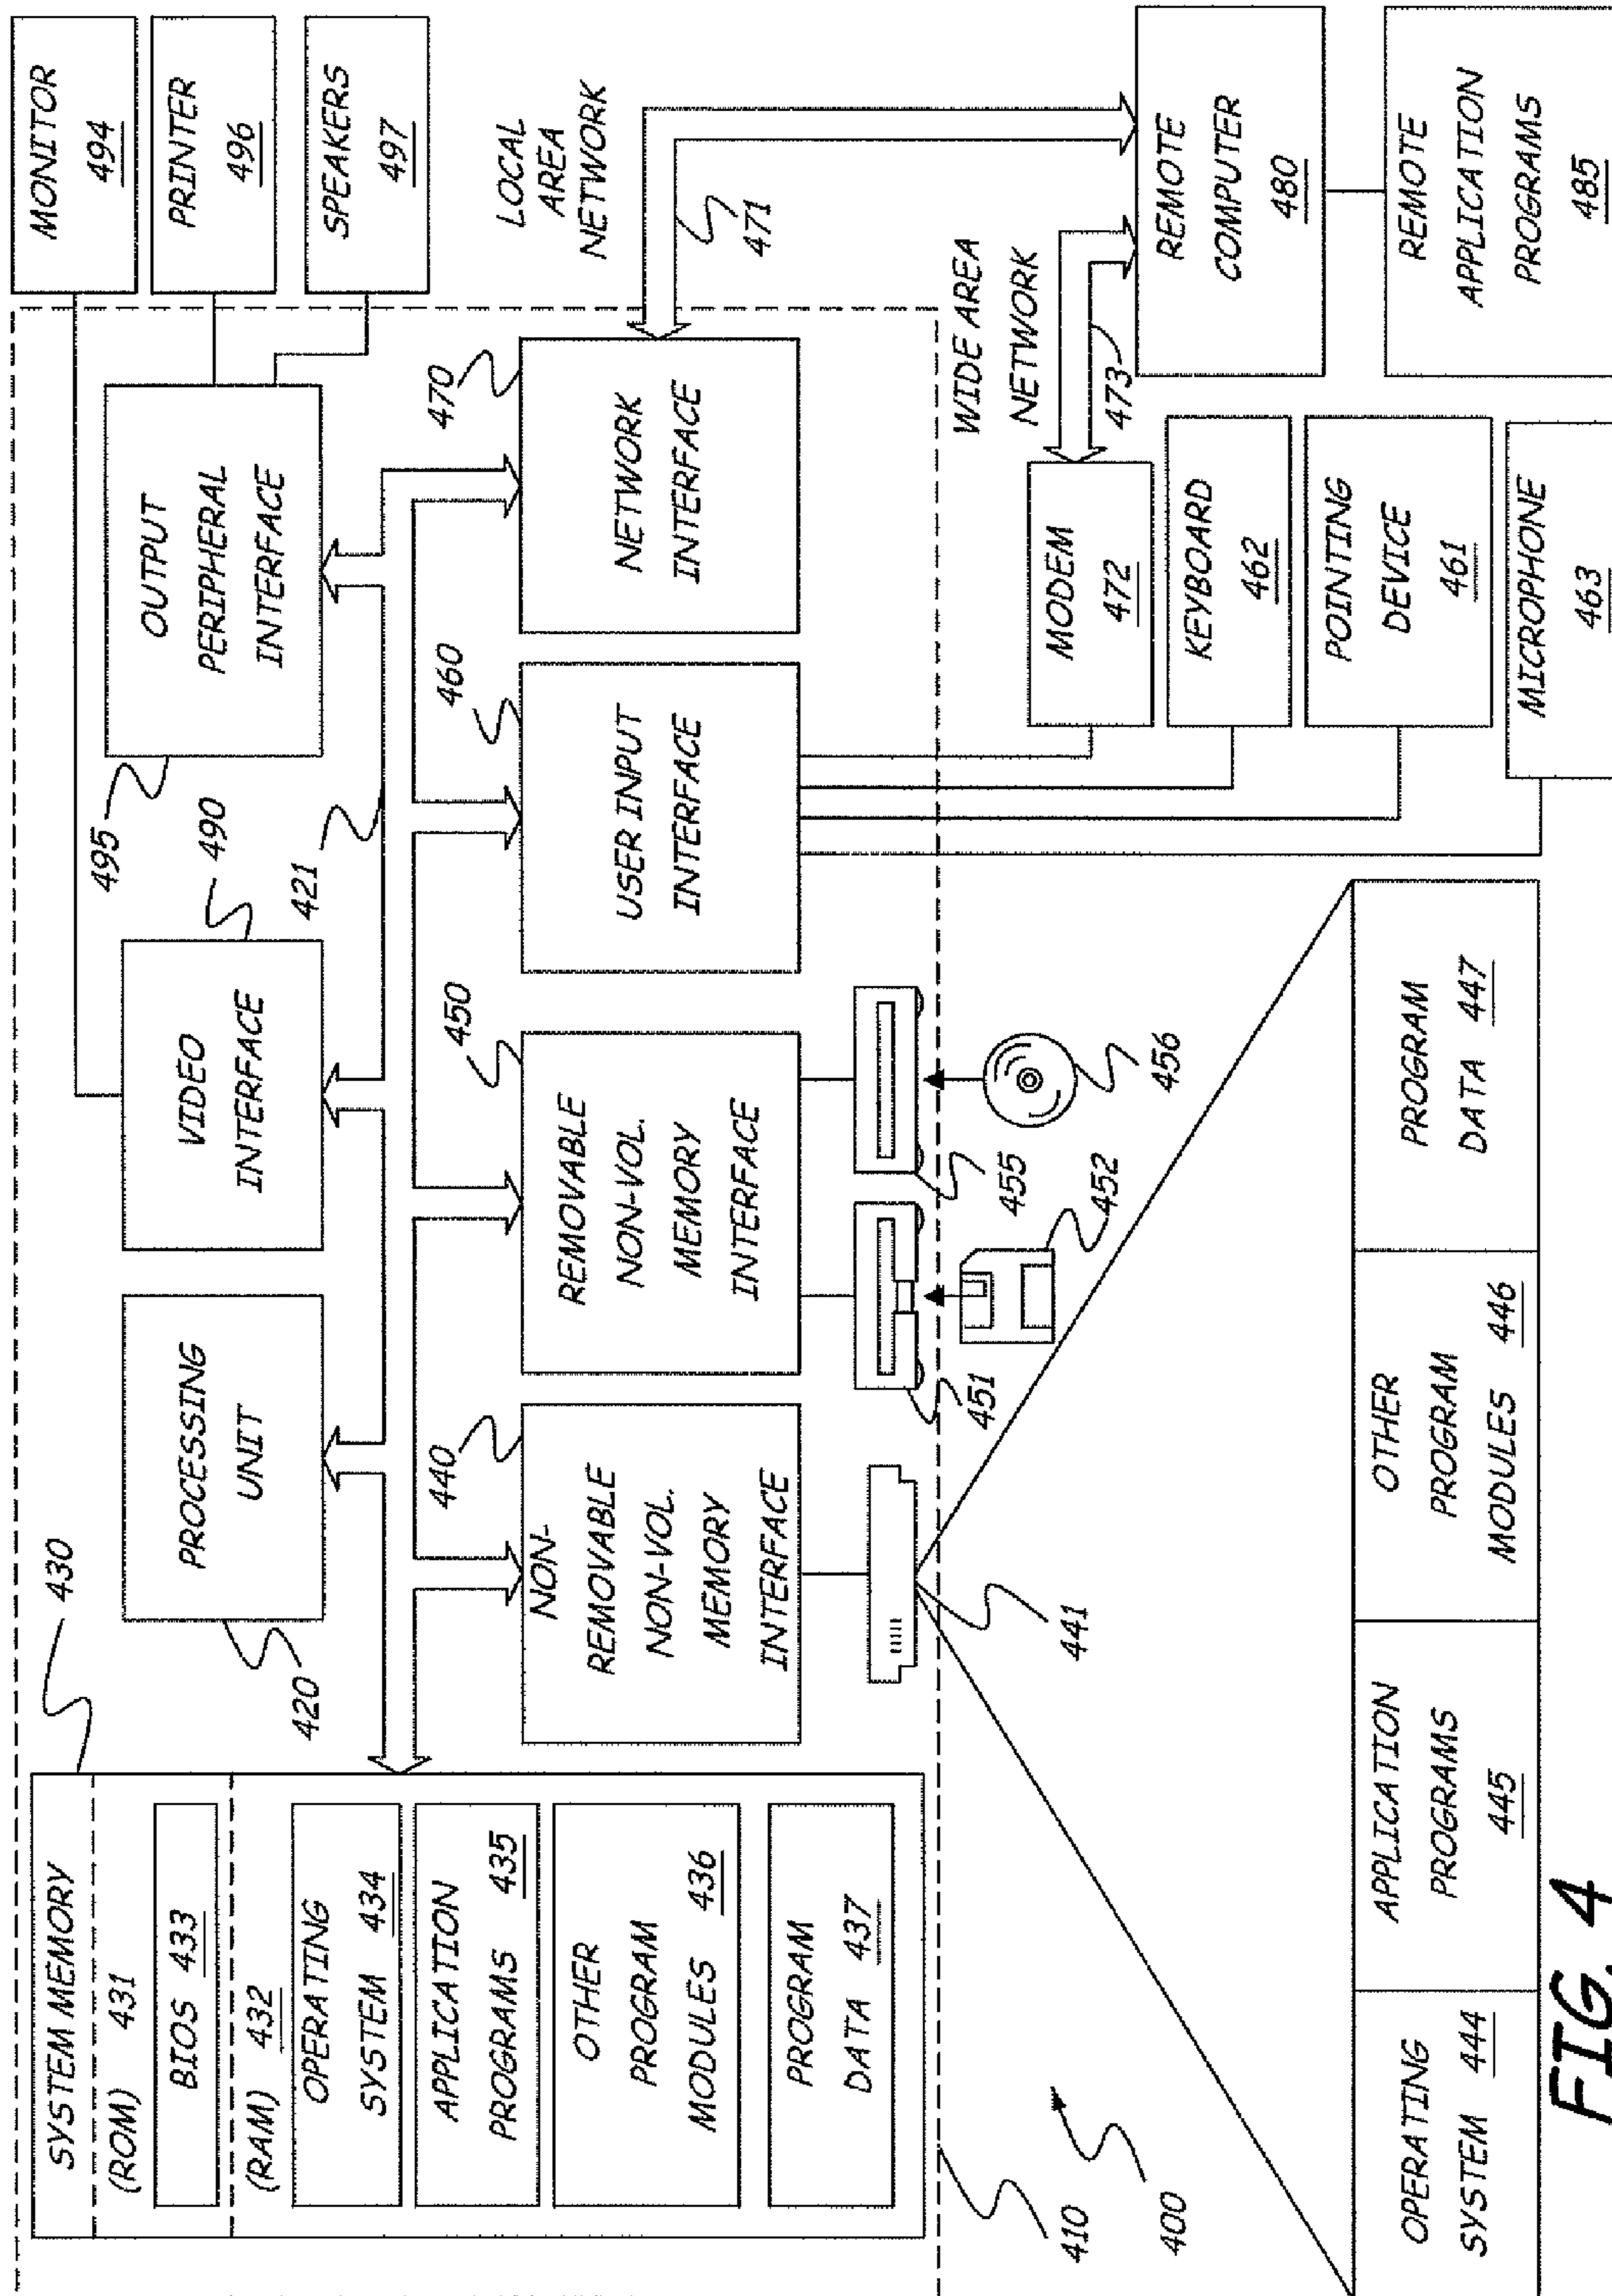 SYSTEM MEMORY
(ROM) 431
BIOS 433
(RAM) 432
OPERATING
SYSTEM 434
APPLICATION
PROGRAMS 435
OTHER
PROGRAM
MODULES 436
PROGRAM
DATA 437
430
PROCESSING
UNIT
420
VIDEO
INTERFACE
490
OUTPUT
PERIPHERAL
INTERFACE
495
421
MONITOR
494
PRINTER
496
SPEAKERS
497
440
NON-
REMOVABLE
NON-VOL.
MEMORY
INTERFACE
450
REMOVABLE
NON-VOL.
MEMORY
INTERFACE
460
USER INPUT
INTERFACE
470
NETWORK
INTERFACE
LOCAL
AREA
NETWORK
471
441
451
452
455
456
WIDE AREA
NETWORK
473
MODEM
472
KEYBOARD
462
POINTING
DEVICE
461
MICROPHONE
463
REMOTE
COMPUTER
480
REMOTE
APPLICATION
PROGRAMS
485
410
400
OPERATING
SYSTEM 444
APPLICATION
PROGRAMS
445
OTHER
PROGRAM
MODULES 446
PROGRAM
DATA 447
FIG. 4